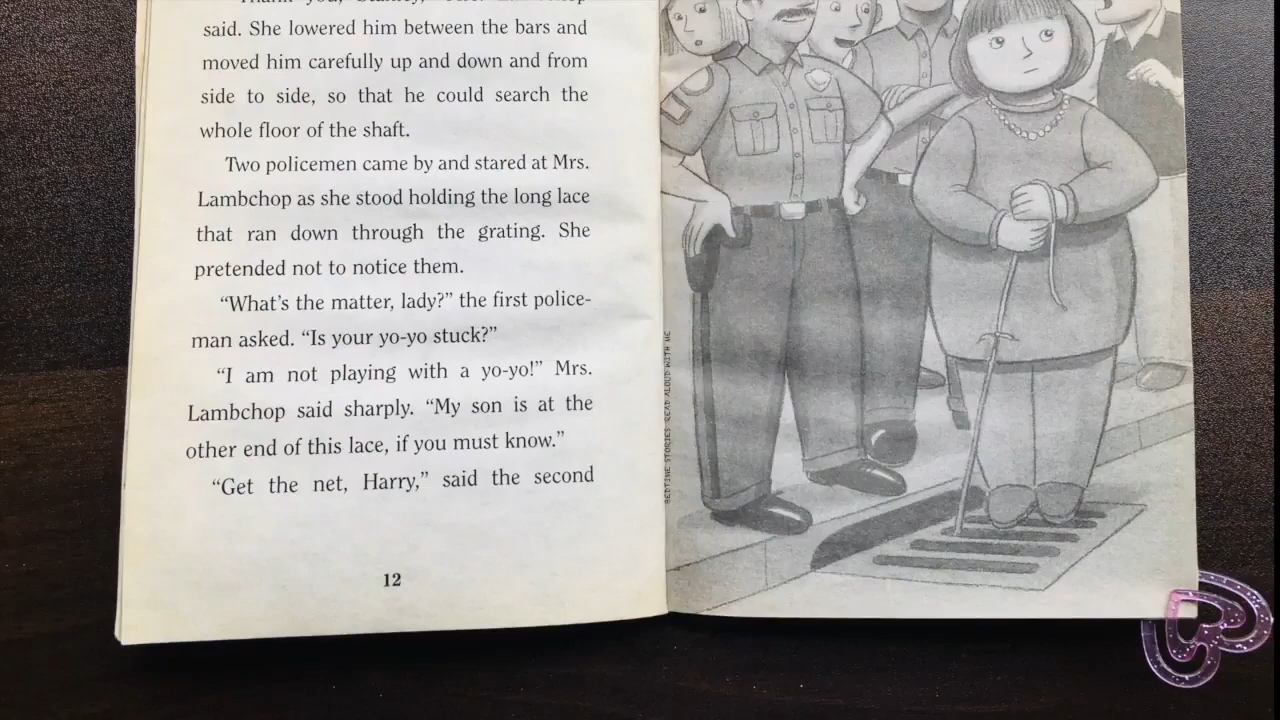 said. She lowered him between the bars and
moved him carefully up and down and from
side to side, so that he could search the
whole floor of the shaft.
Two policemen came by and stared at Mrs.
Lambchop as she stood holding the long lace
that ran down through the grating. She
pretended not to notice them.
“What’s the matter, lady?” the first police-
man asked. “Is your yo-yo stuck?”
“I am not playing with a yo-yo!” Mrs.
Lambchop said sharply. “My son is at the
other end of this lace, if you must know.”
“Get the net, Harry,” said the second
12
BEDTIME STORIES READ ALOUD WITH ME